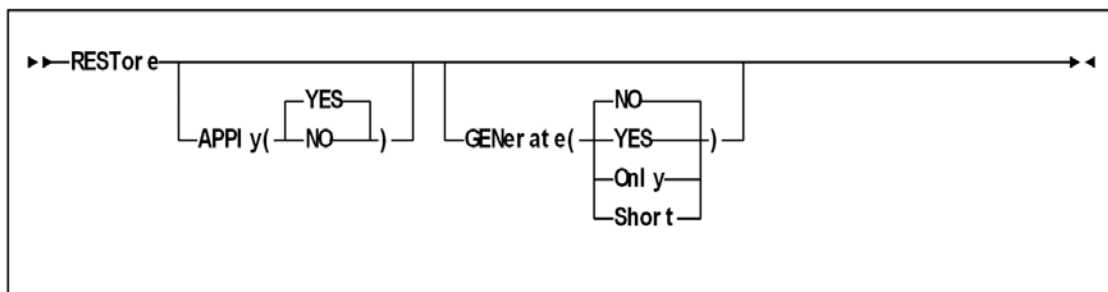 RESTore
YES NO
APPly( NO ) GENerate( YES )
Only
Short